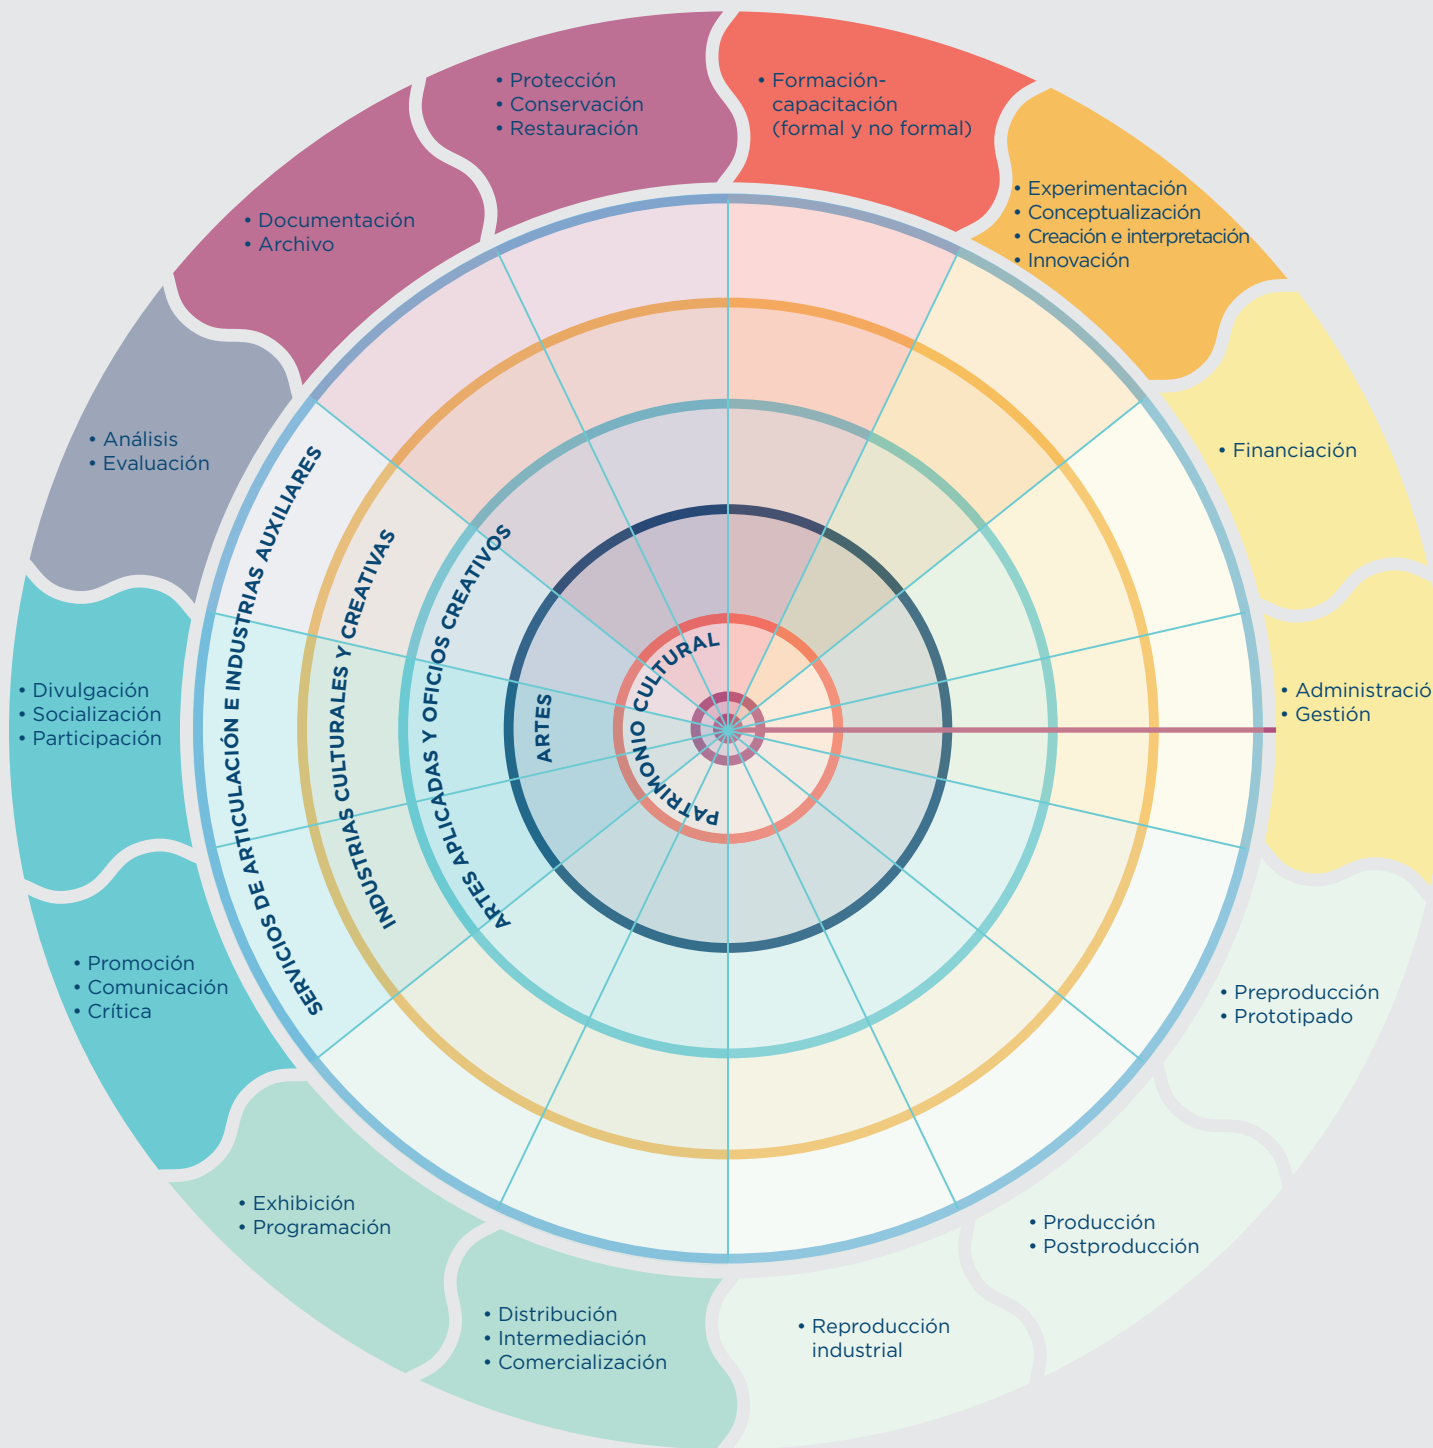 • Protección
• Conservación
• Restauración
• Formación-
capacitación
(formal y no formal)
• Experimentación
• Conceptualización
• Creación e interpretación
• Innovación
• Financiación
• Administració
• Gestión
• Preproducción
• Prototipado
• Producción
• Postproducción
• Reproducción
industrial
• Distribución
• Intermediación
• Comercialización
• Exhibición
• Programación
• Promoción
• Comunicación
• Crítica
• Divulgación
• Socialización
• Participación
• Análisis
• Evaluación
• Documentación
• Archivo
SERVICIOS DE ARTICULACIÓN E INDUSTRIAS AUXILIARES
INDUSTRIAS CULTURALES Y CREATIVAS
ARTES APLICADAS Y OFICIOS CREATIVOS
ARTES
PATRIMONIO CULTURAL